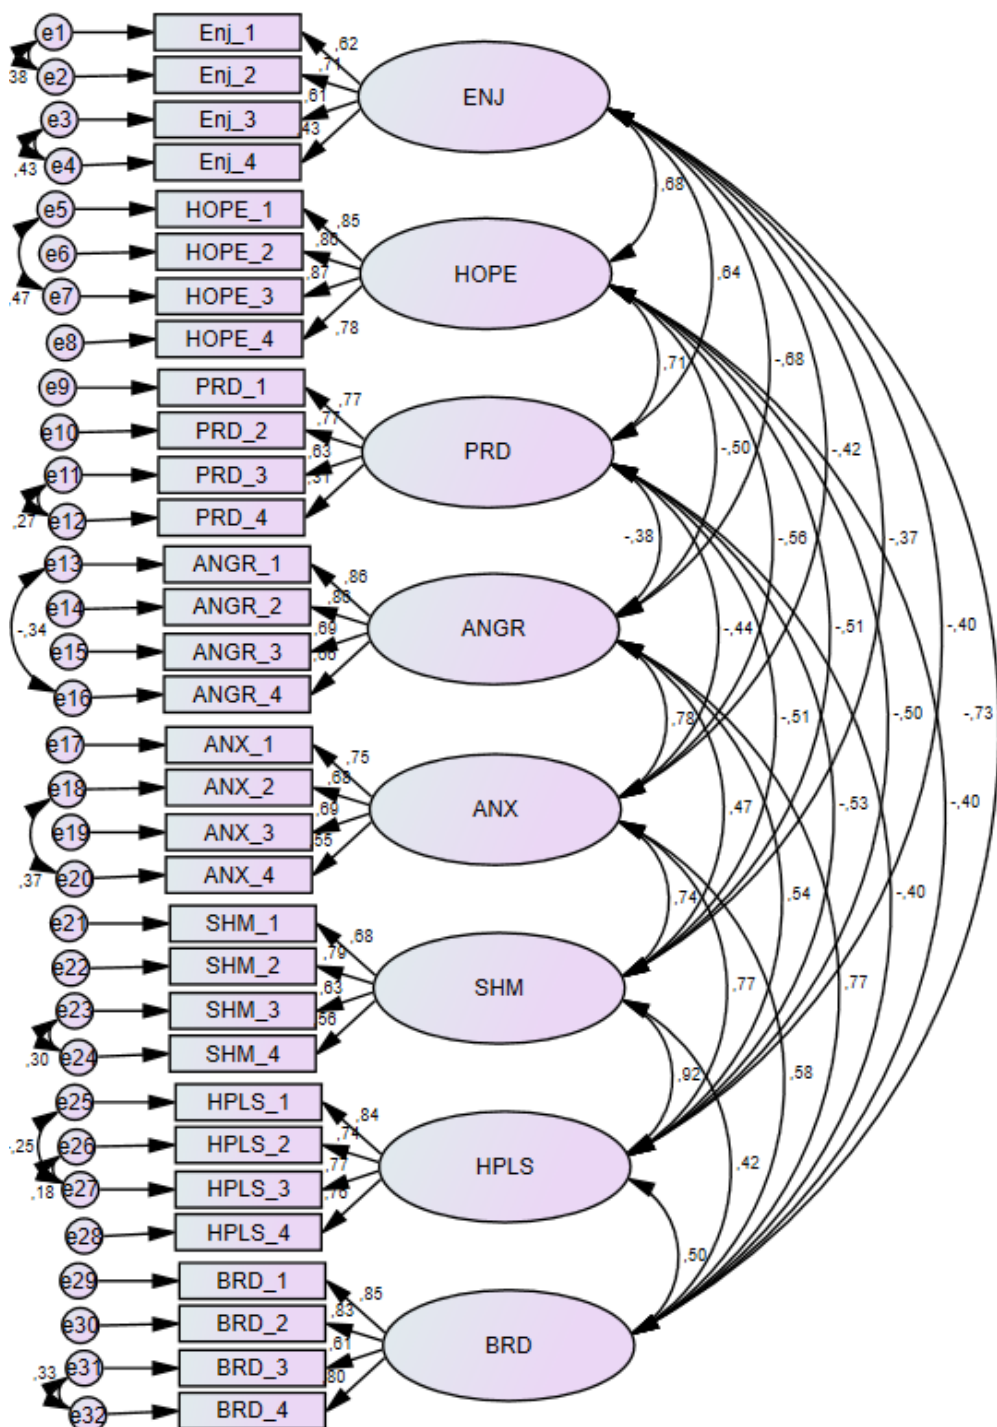 e1 Enj_1 ,62
,38 e2 Enj_2 ,71
e3 Enj_3 ,61
,43 e4 Enj_4 ,43
ENJ
e5 HOPE_1 ,85
e6 HOPE_2 ,86
,47 e7 HOPE_3 ,87
e8 HOPE_4 ,78
HOPE
e9 PRD_1 ,77
e10 PRD_2 ,77
e11 PRD_3 ,63
,27 e12 PRD_4 ,31
PRD
e13 ANGR_1 ,86
e14 ANGR_2 ,86
-,34 e15 ANGR_3 ,69
e16 ANGR_4
ANGR
e17 ANX_1 ,75
e18 ANX_2 ,68
e19 ANX_3 ,69
,37 e20 ANX_4 ,55
ANX
e21 SHM_1 ,68
e22 SHM_2 ,79
e23 SHM_3 ,63
,30 e24 SHM_4 ,56
SHM
e25 HPLS_1 ,84
-,25 e26 HPLS_2 ,74
,18 e27 HPLS_3 ,77
e28 HPLS_4 ,76
HPLS
e29 BRD_1 ,85
e30 BRD_2 ,83
,33 e31 BRD_3 ,61
e32 BRD_4 ,80
BRD
,68
,64
,71 -,68
-,50 -,42
-,38 -,56 -,37
-,44 -,51 -,40
,78 -,51 -,50 -,73
,47 -,53 -,40
,74 ,54 -,40
,77 ,77
,92 ,58
,42
,50